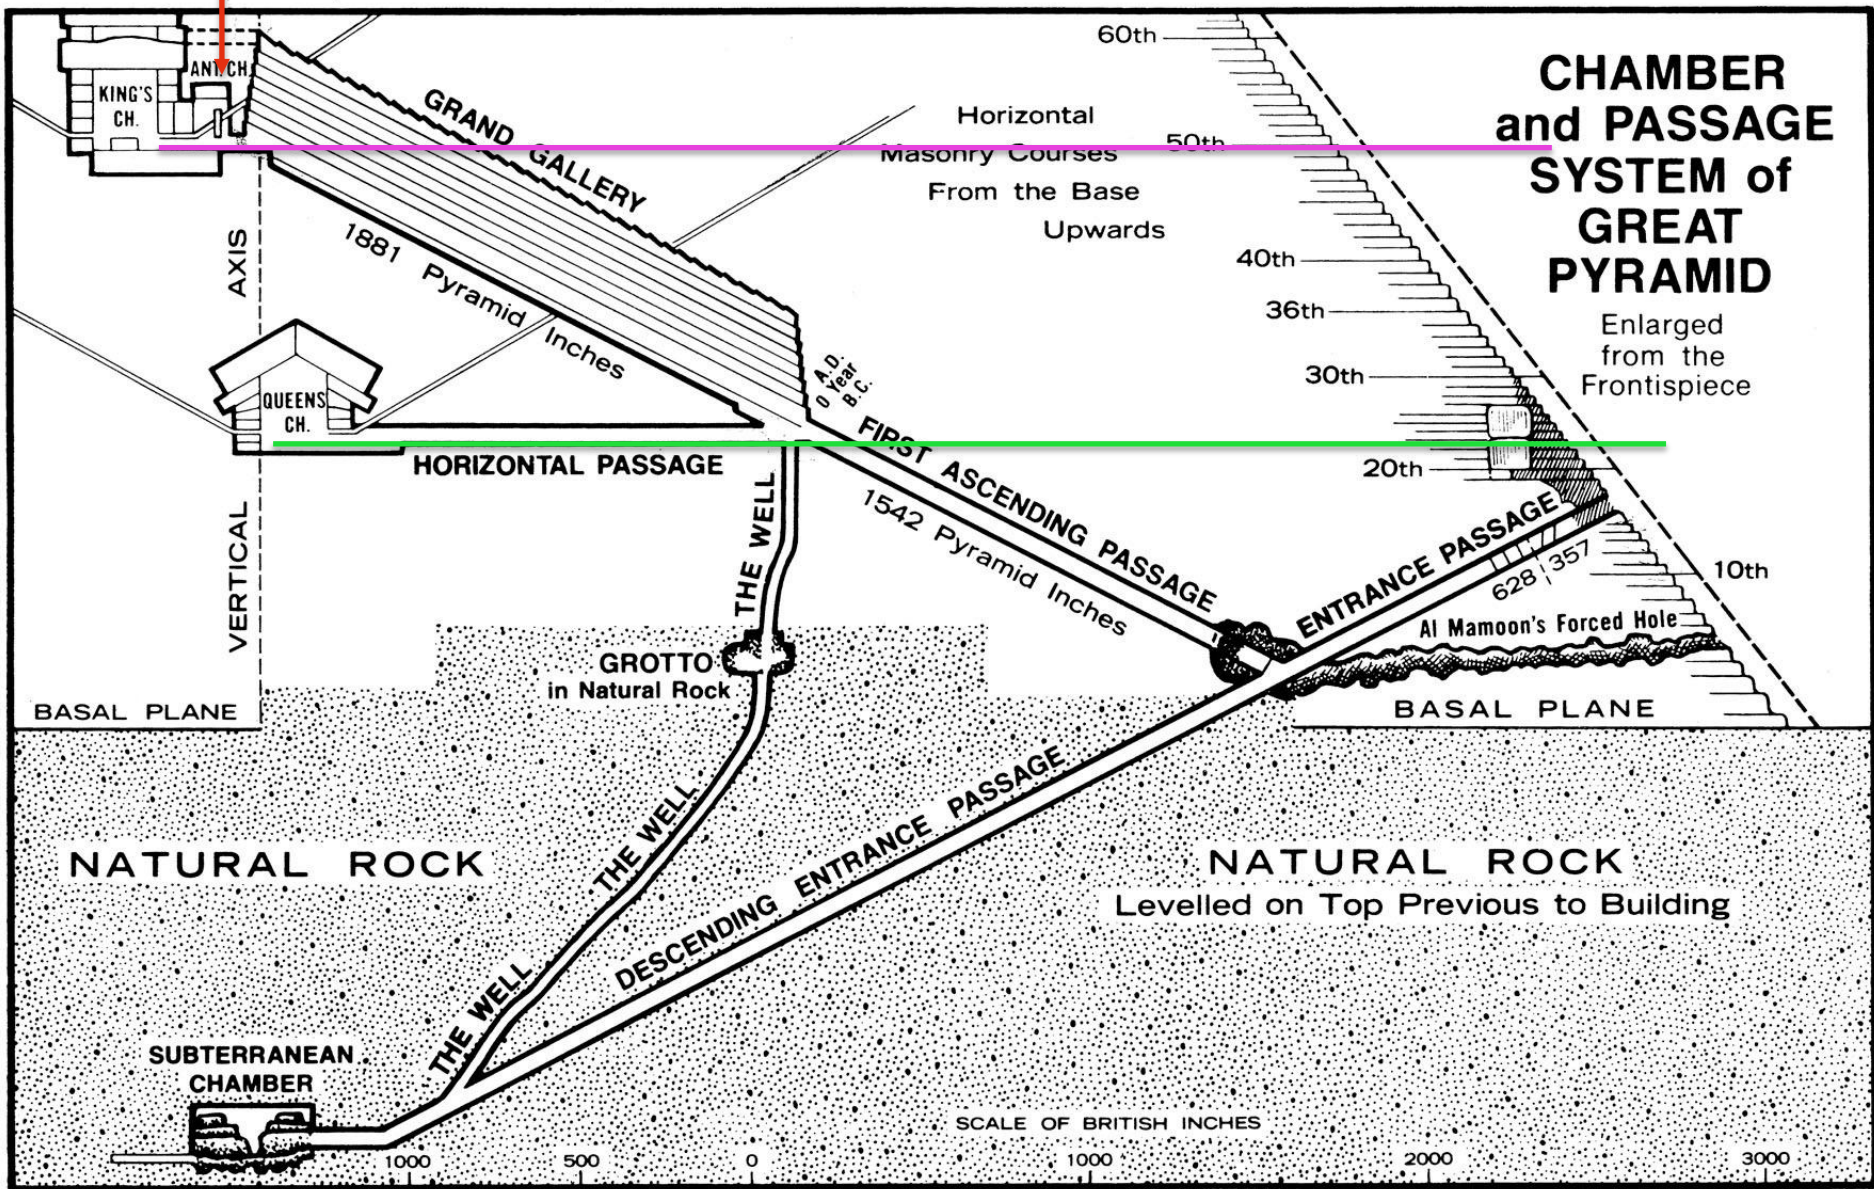 CHAMBER
and PASSAGE
SYSTEM of
GREAT
PYRAMID
Enlarged
from the
Frontispiece
60th
50th
40th
36th
30th
20th
10th
Horizontal
Masonry Courses
From the Base
Upwards
KING'S
CH.
ANT.CH.
GRAND GALLERY
1881 Pyramid Inches
VERTICAL AXIS
QUEENS
CH.
A.D.
0 Year
B.C.
HORIZONTAL PASSAGE
FIRST ASCENDING PASSAGE
1542 Pyramid Inches
ENTRANCE PASSAGE
628 357
Al Mamoon's Forced Hole
THE WELL
GROTTO
in Natural Rock
BASAL PLANE
BASAL PLANE
THE WELL
THE WELL
DESCENDING ENTRANCE PASSAGE
NATURAL ROCK
NATURAL ROCK
Levelled on Top Previous to Building
SUBTERRANEAN
CHAMBER
SCALE OF BRITISH INCHES
1000 500 0 1000 2000 3000